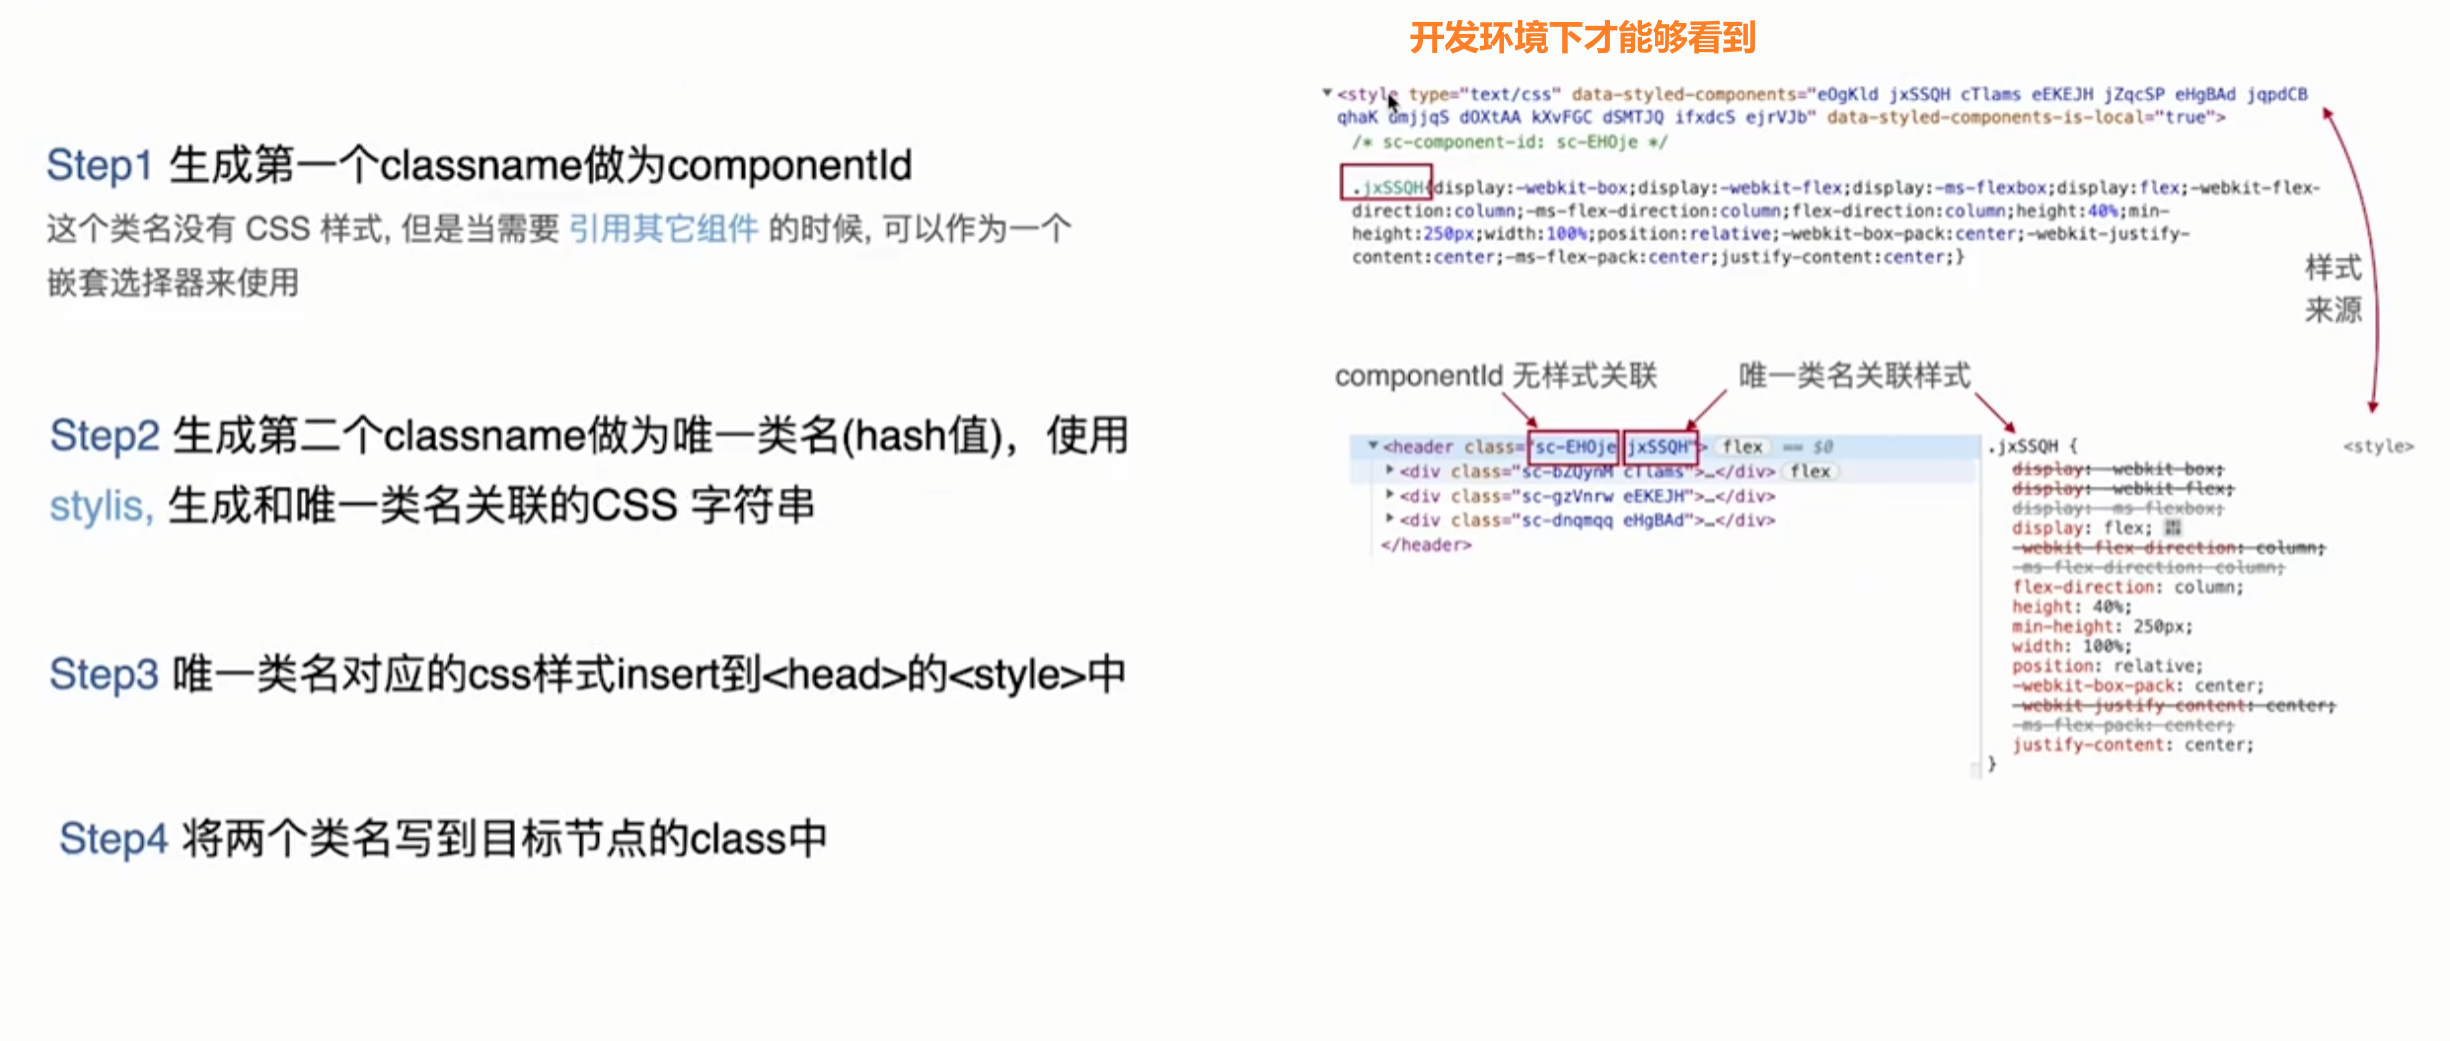 开发环境下才能够看到
Step1 生成第一个classname做为componentId
这个类名没有 CSS 样式, 但是当需要 引用其它组件 的时候, 可以作为一个
嵌套选择器来使用
Step2 生成第二个classname做为唯一类名(hash值)，使用
stylis, 生成和唯一类名关联的CSS 字符串
Step3 唯一类名对应的css样式insert到<head>的<style>中
Step4 将两个类名写到目标节点的class中
<style type="text/css" data-styled-components="eOgKld jxSSQH cTlams eEKEJH jZqcSP eHgBAd jqpdCB
qhaK dmjjqS dOXtAA kXvFGC dSMTJQ ifxdcS ejrVJb" data-styled-components-is-local="true">
/* sc-component-id: sc-EHOje */
.jxSSQH{display:-webkit-box;display:-webkit-flex;display:-ms-flexbox;display:flex;-webkit-flex-
direction:column;-ms-flex-direction:column;flex-direction:column;height:40%;min-
height:250px;width:100%;position:relative;-webkit-box-pack:center;-webkit-justify-
content:center;-ms-flex-pack:center;justify-content:center;}
样式
来源
componentId 无样式关联
唯一类名关联样式
<header class="sc-EHOje jxSSQH"> flex == $0
<div class="sc-bZQynM cTlams">…</div> flex
<div class="sc-gzVnrw eEKEJH">…</div>
<div class="sc-dnqmqq eHgBAd">…</div>
</header>
.jxSSQH {
<style>
display: -webkit-box;
display: -webkit-flex;
display: -ms-flexbox;
display: flex;
-webkit-flex-direction: column;
-ms-flex-direction: column;
flex-direction: column;
height: 40%;
min-height: 250px;
width: 100%;
position: relative;
-webkit-box-pack: center;
-webkit-justify-content: center;
-ms-flex-pack: center;
justify-content: center;
}